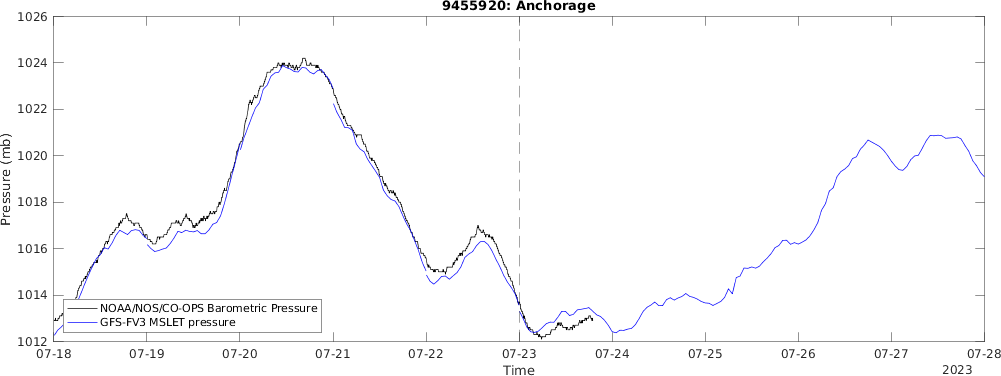 9455920: Anchorage
Pressure (mb)
1026
1024
1022
1020
1018
1016
1014
1012
NOAA/NOS/CO-OPS Barometric Pressure
GFS-FV3 MSLET pressure
07-18 07-19 07-20 07-21 07-22 07-23 07-24 07-25 07-26 07-27 07-28
Time
2023